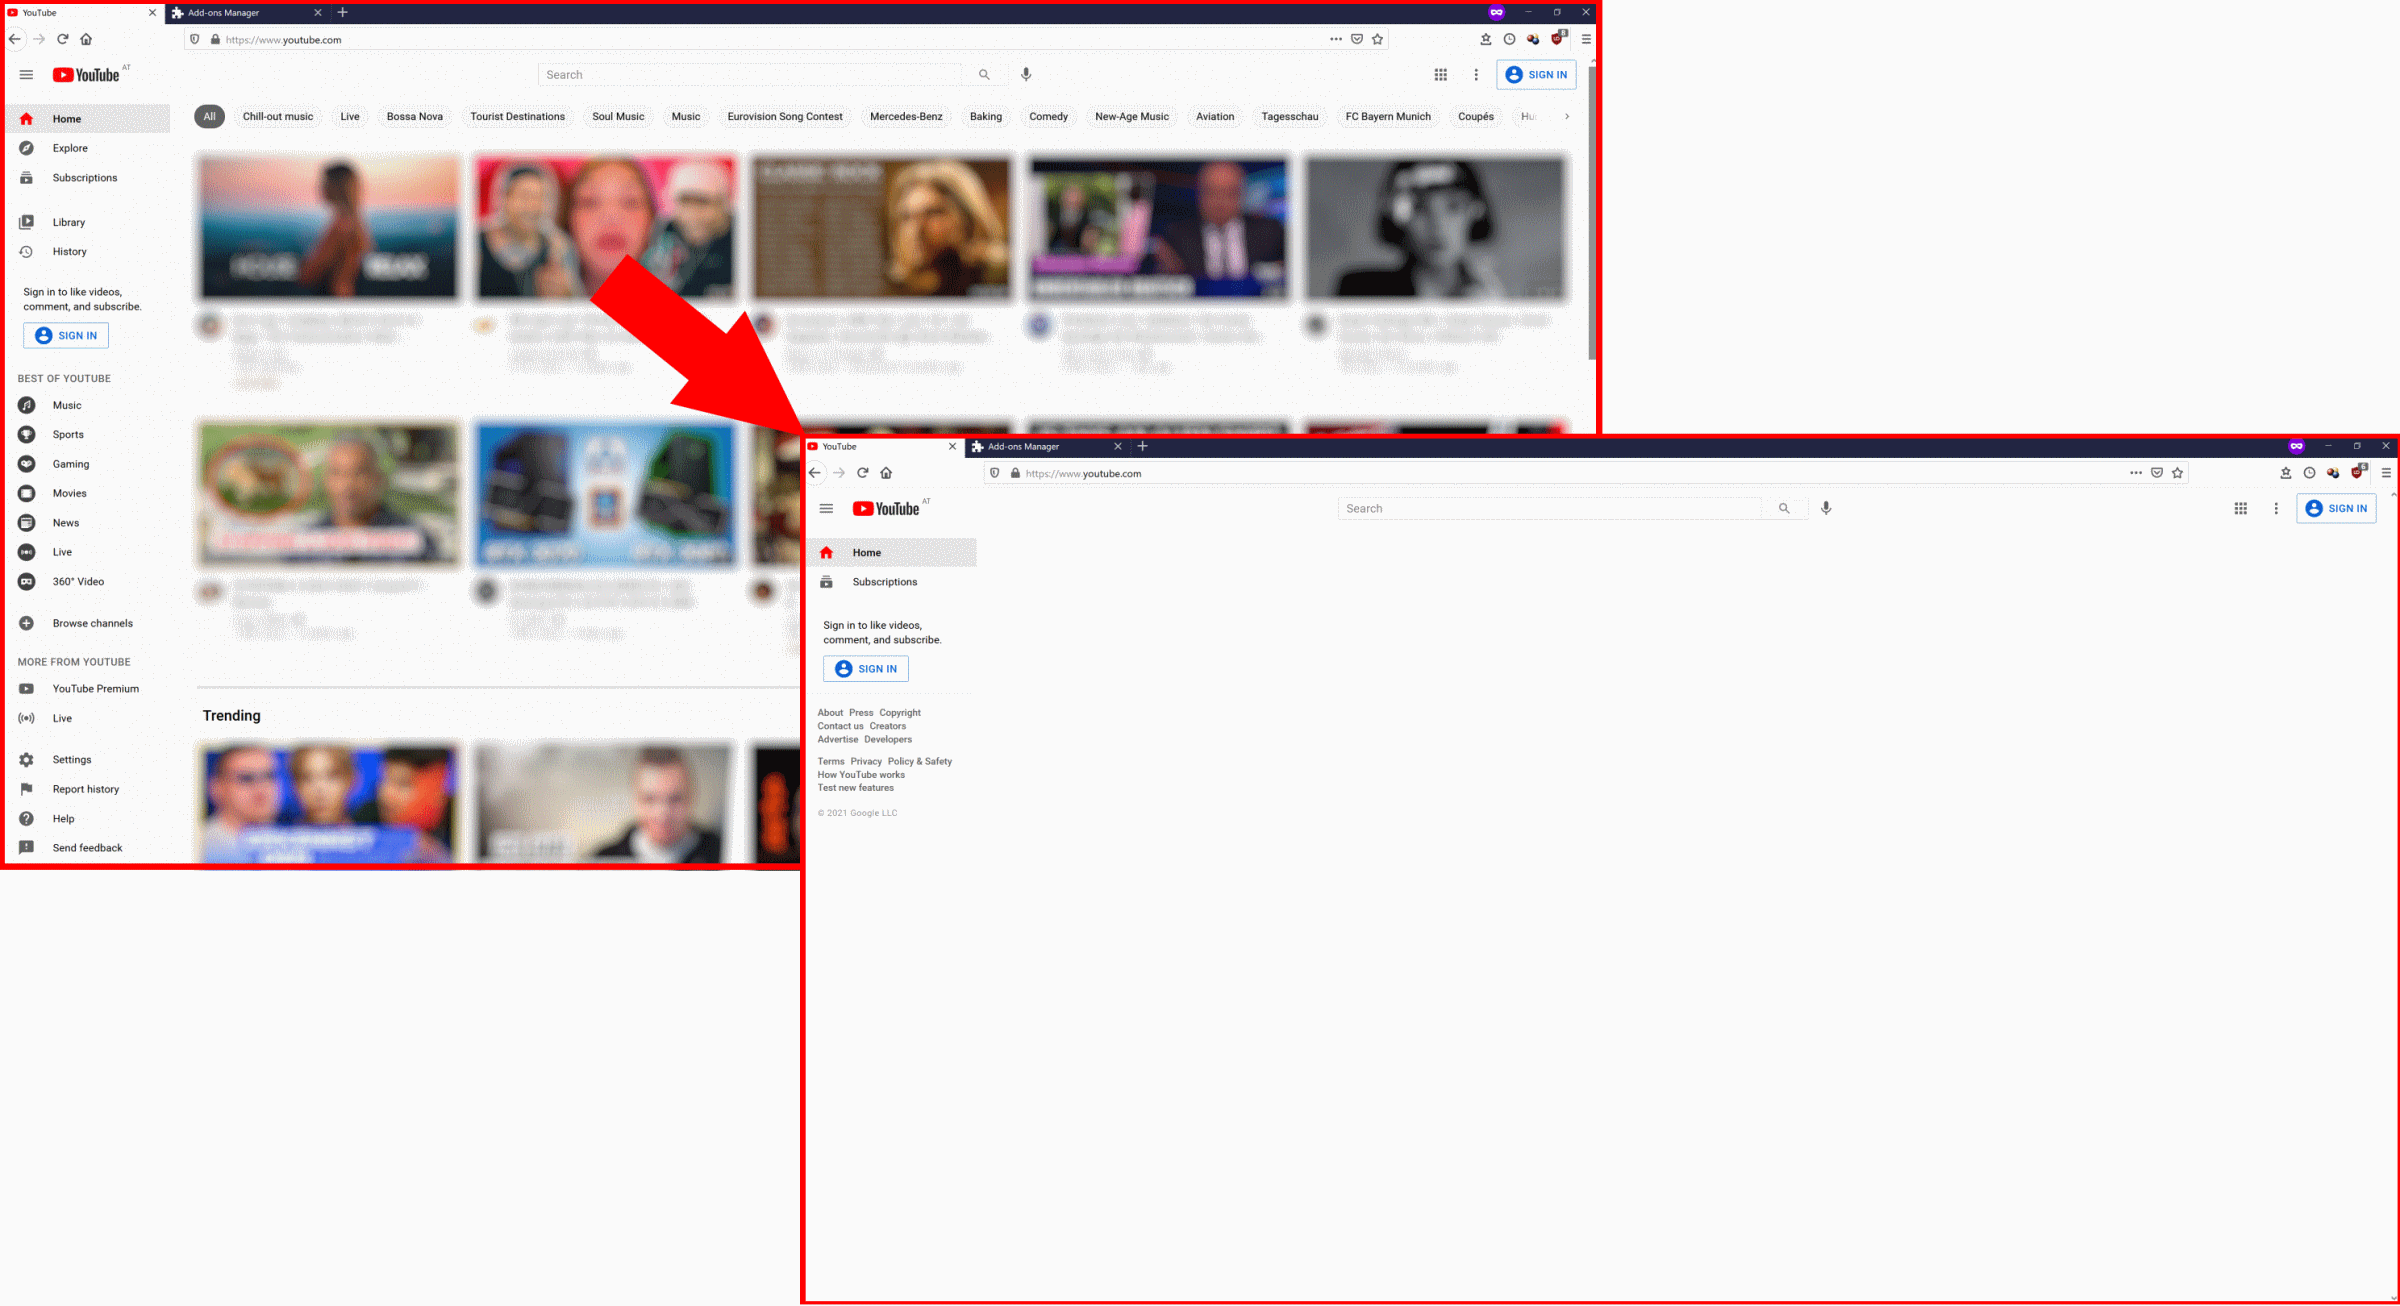 YouTube
Add-ons Manager
https://www.youtube.com
8
YouTube AT
Search
SIGN IN
Home
Explore
Subscriptions
Library
History
Sign in to like videos,
comment, and subscribe.
SIGN IN
BEST OF YOUTUBE
Music
Sports
Gaming
Movies
News
Live
360° Video
Browse channels
MORE FROM YOUTUBE
YouTube Premium
Live
Settings
Report history
Help
Send feedback
All Chill-out music Live Bossa Nova Tourist Destinations Soul Music Music Eurovision Song Contest Mercedes-Benz Baking Comedy New-Age Music Aviation Tagesschau FC Bayern Munich Coupés
Trending
YouTube
Add-ons Manager
https://www.youtube.com
6
YouTube AT
Search
SIGN IN
Home
Subscriptions
Sign in to like videos,
comment, and subscribe.
SIGN IN
About Press Copyright
Contact us Creators
Advertise Developers
Terms Privacy Policy & Safety
How YouTube works
Test new features
© 2021 Google LLC